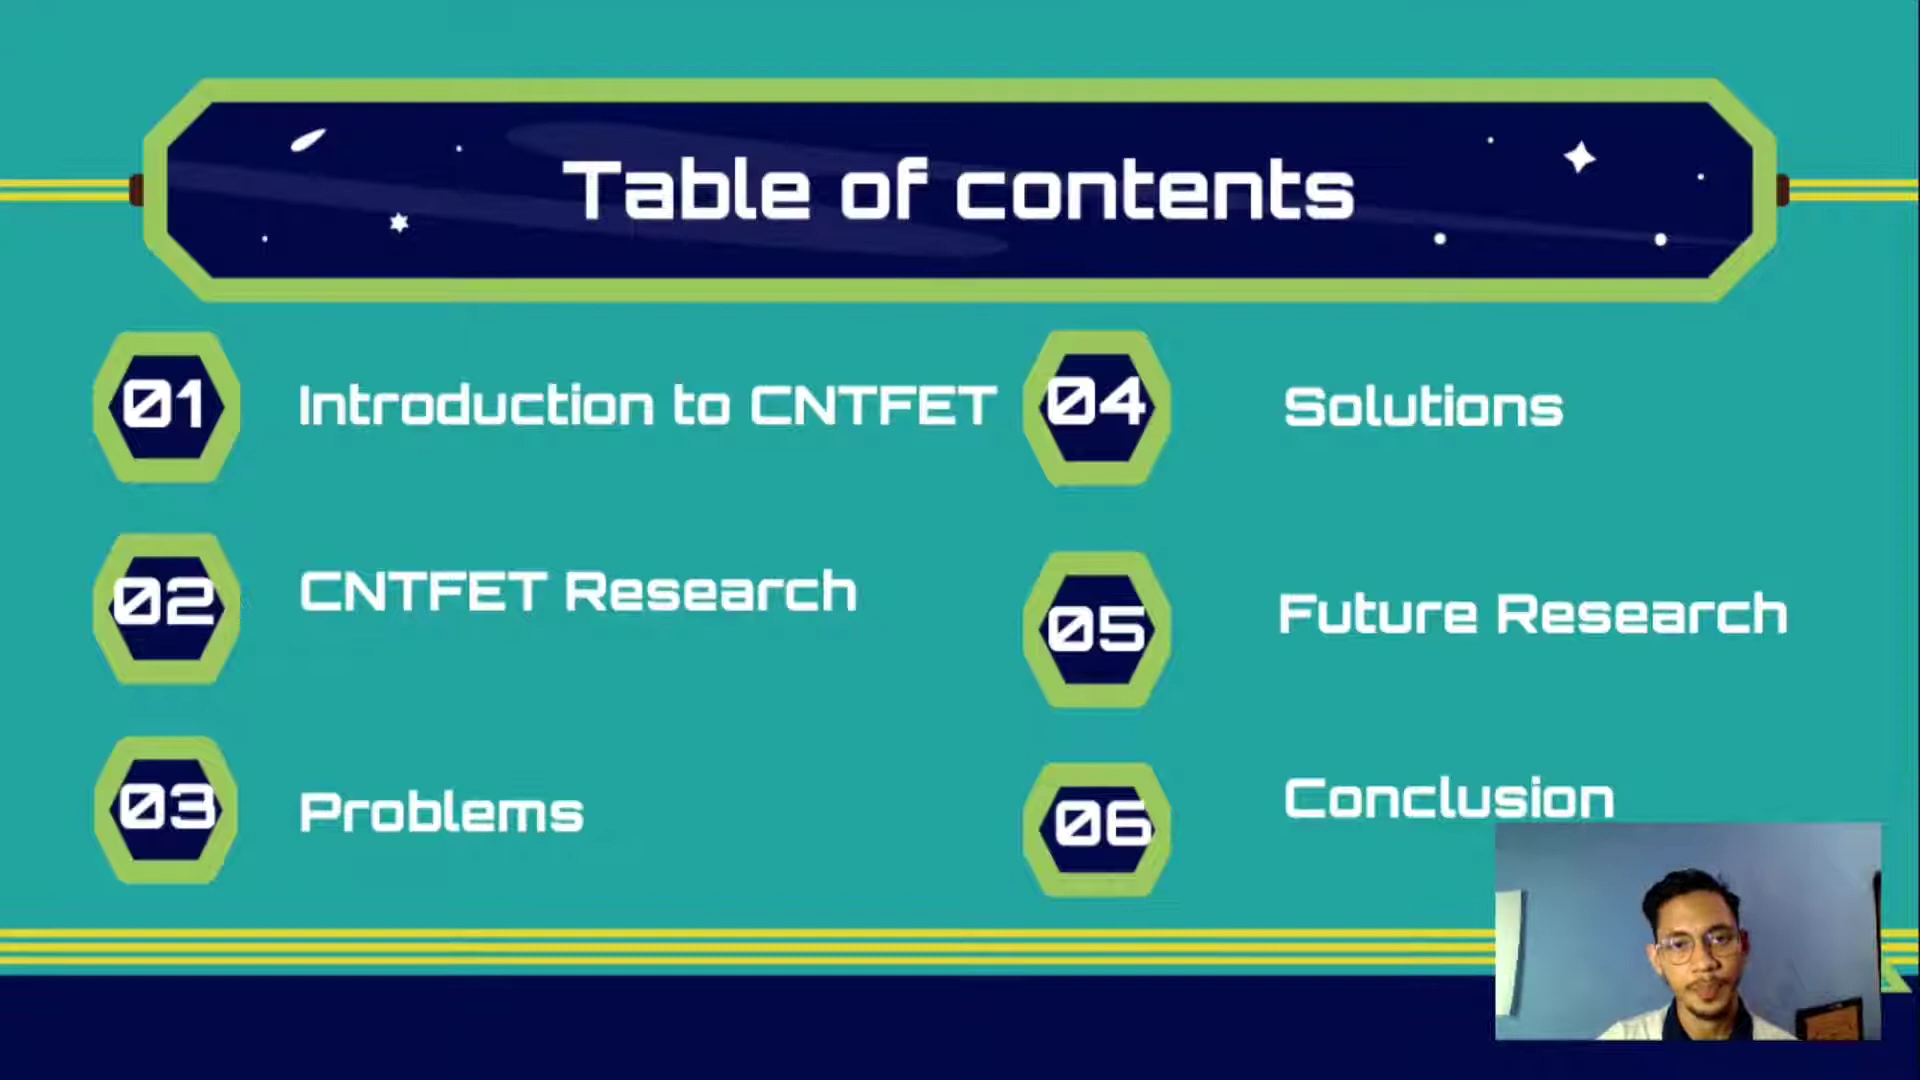 Table of contents
01 Introduction to CNTFET
02 CNTFET Research
03 Problems
04 Solutions
05 Future Research
06 Conclusion